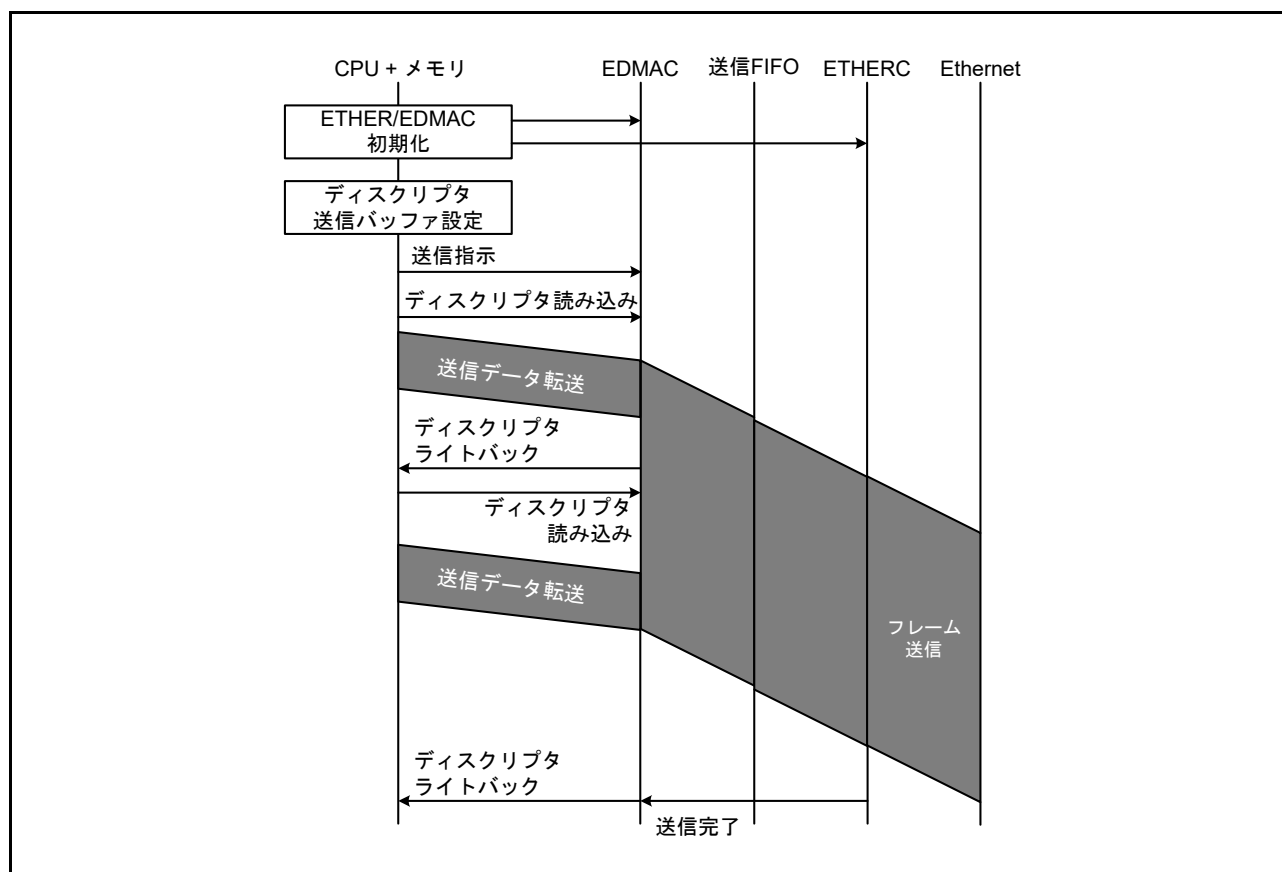 CPU + メモリ
EDMAC
送信FIFO
ETHERC
Ethernet
ETHER/EDMAC
初期化
ディスクリプタ
送信バッファ設定
送信指示
ディスクリプタ読み込み
送信データ転送
ディスクリプタ
ライトバック
ディスクリプタ
読み込み
送信データ転送
フレーム
送信
ディスクリプタ
ライトバック
送信完了